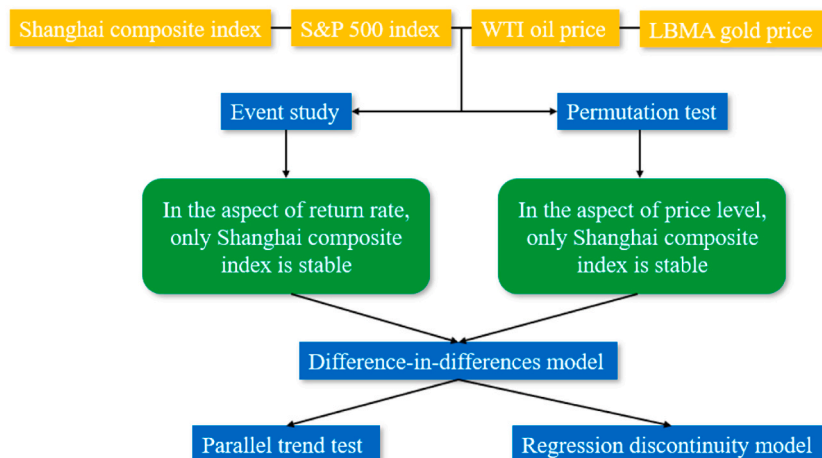 Shanghai composite index
S&P 500 index
WTI oil price
LBMA gold price
Event study
Permutation test
In the aspect of return rate,
only Shanghai composite
index is stable
In the aspect of price level,
only Shanghai composite
index is stable
Difference-in-differences model
Parallel trend test
Regression discontinuity model